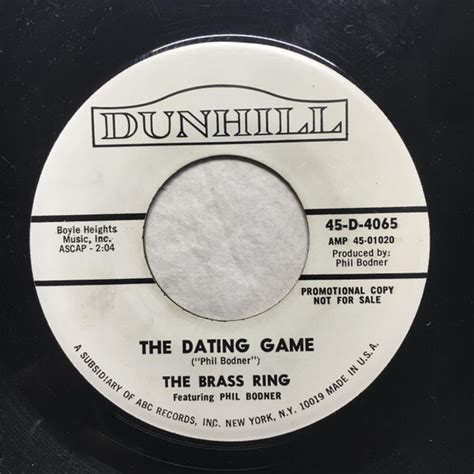 DUNHILL
Boyle Heights
Music, Inc.
ASCAP - 2:04
45-D-4065
AMP 45-01020
Produced by:
Phil Bodner
PROMOTIONAL COPY
NOT FOR SALE
THE DATING GAME
("Phil Bodner")
THE BRASS RING
Featuring PHIL BODNER
A SUBSIDIARY OF ABC RECORDS, INC. NEW YORK, N.Y. 10019 MADE IN U.S.A.